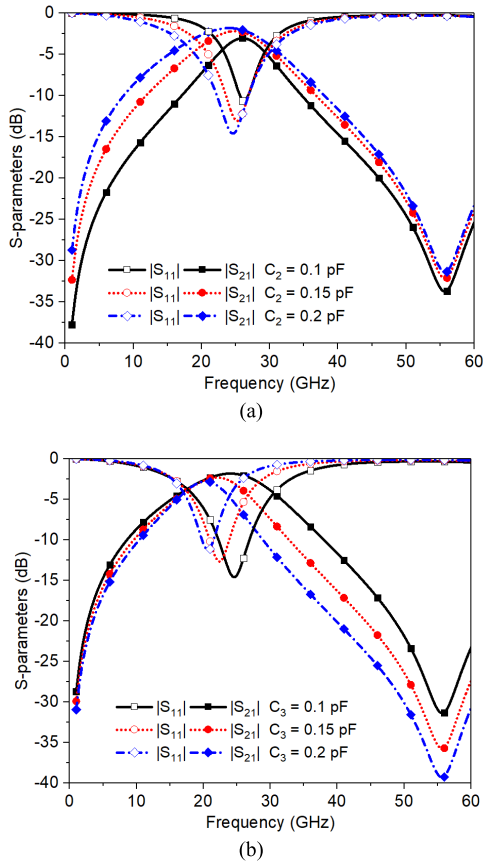 0
-5
-10
-15
-20
-25
-30
-35
-40
S-parameters (dB)
|S₁₁| |S₂₁| C₂ = 0.1 pF
|S₁₁| |S₂₁| C₂ = 0.15 pF
|S₁₁| |S₂₁| C₂ = 0.2 pF
0 10 20 30 40 50 60
Frequency (GHz)
(a)
0
-5
-10
-15
-20
-25
-30
-35
-40
S-parameters (dB)
|S₁₁| |S₂₁| C₃ = 0.1 pF
|S₁₁| |S₂₁| C₃ = 0.15 pF
|S₁₁| |S₂₁| C₃ = 0.2 pF
0 10 20 30 40 50 60
Frequency (GHz)
(b)